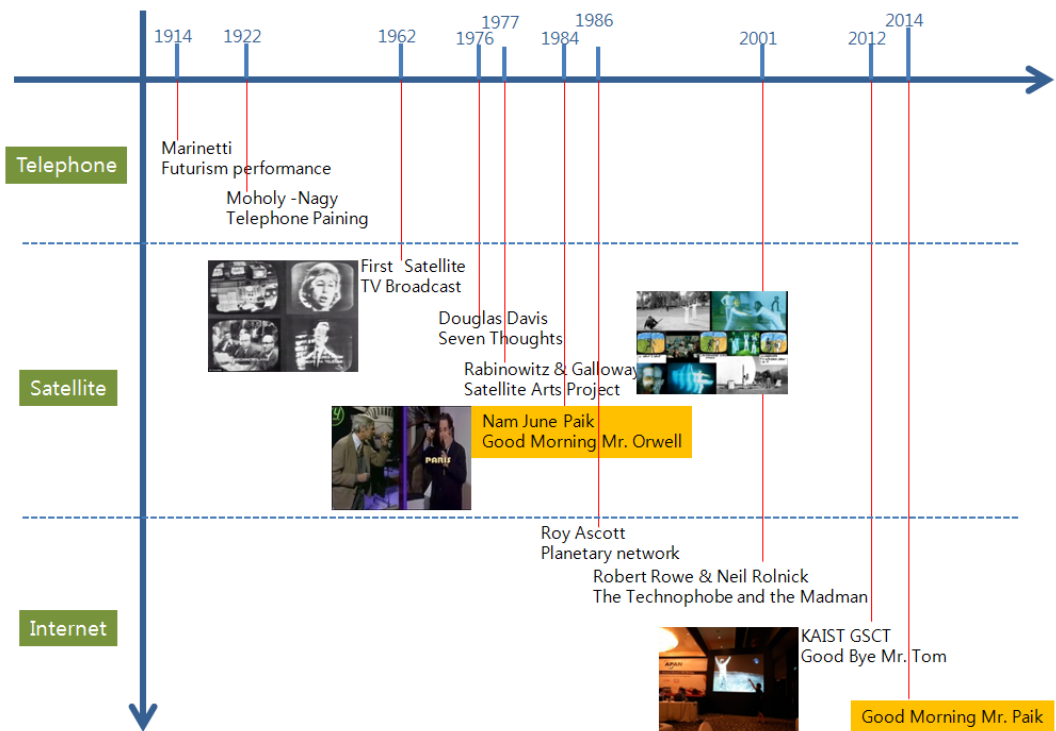 1914
1922
1962
1976
1977
1984
1986
2001
2012
2014
Telephone
Marinetti
Futurism performance
Moholy -Nagy
Telephone Paining
First Satellite
TV Broadcast
Douglas Davis
Seven Thoughts
Rabinowitz & Galloway
Satellite Arts Project
Satellite
Nam June Paik
Good Morning Mr. Orwell
PARIS
Roy Ascott
Planetary network
Robert Rowe & Neil Rolnick
The Technophobe and the Madman
Internet
KAIST GSCT
Good Bye Mr. Tom
APAN
Good Morning Mr. Paik